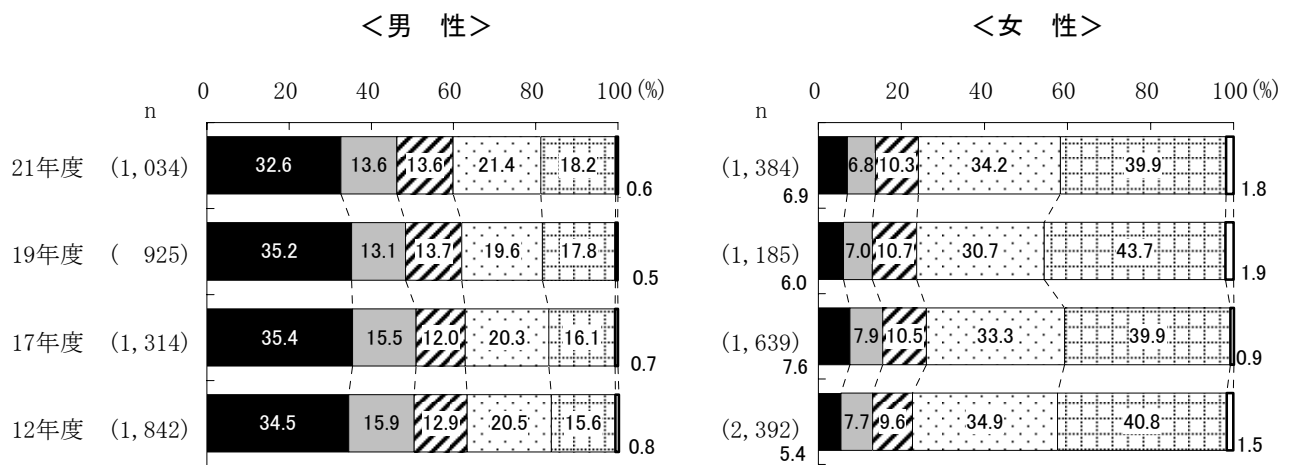 ＜男　性＞
0 20 40 60 80 100(%)
n
21年度 (1,034) 32.6 13.6 13.6 21.4 18.2 0.6
19年度 (　925) 35.2 13.1 13.7 19.6 17.8 0.5
17年度 (1,314) 35.4 15.5 12.0 20.3 16.1 0.7
12年度 (1,842) 34.5 15.9 12.9 20.5 15.6 0.8
＜女　性＞
0 20 40 60 80 100(%)
n
(1,384) 6.9 6.8 10.3 34.2 39.9 1.8
(1,185) 6.0 7.0 10.7 30.7 43.7 1.9
(1,639) 7.6 7.9 10.5 33.3 39.9 0.9
(2,392) 5.4 7.7 9.6 34.9 40.8 1.5